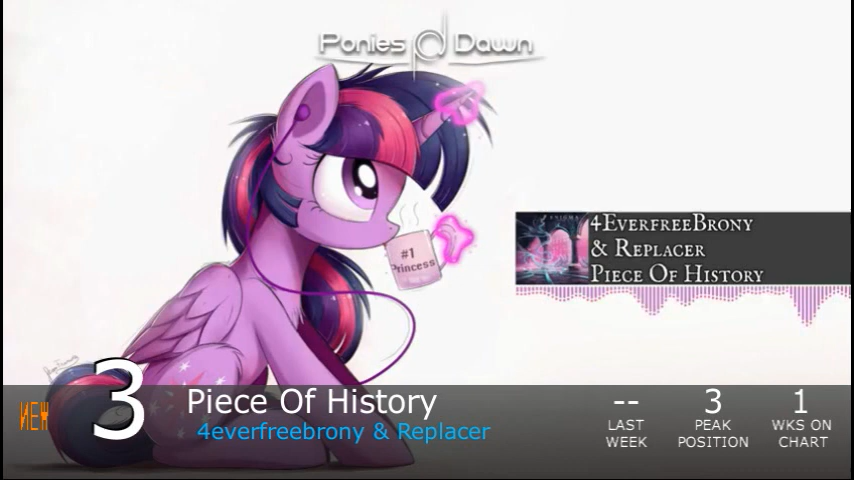 Ponies Dawn
#1
Princess
ENIGMA
4EverfreeBrony
& Replacer
Piece Of History
NEW
3
Piece Of History
4everfreebrony & Replacer
--
LAST
WEEK
3
PEAK
POSITION
1
WKS ON
CHART